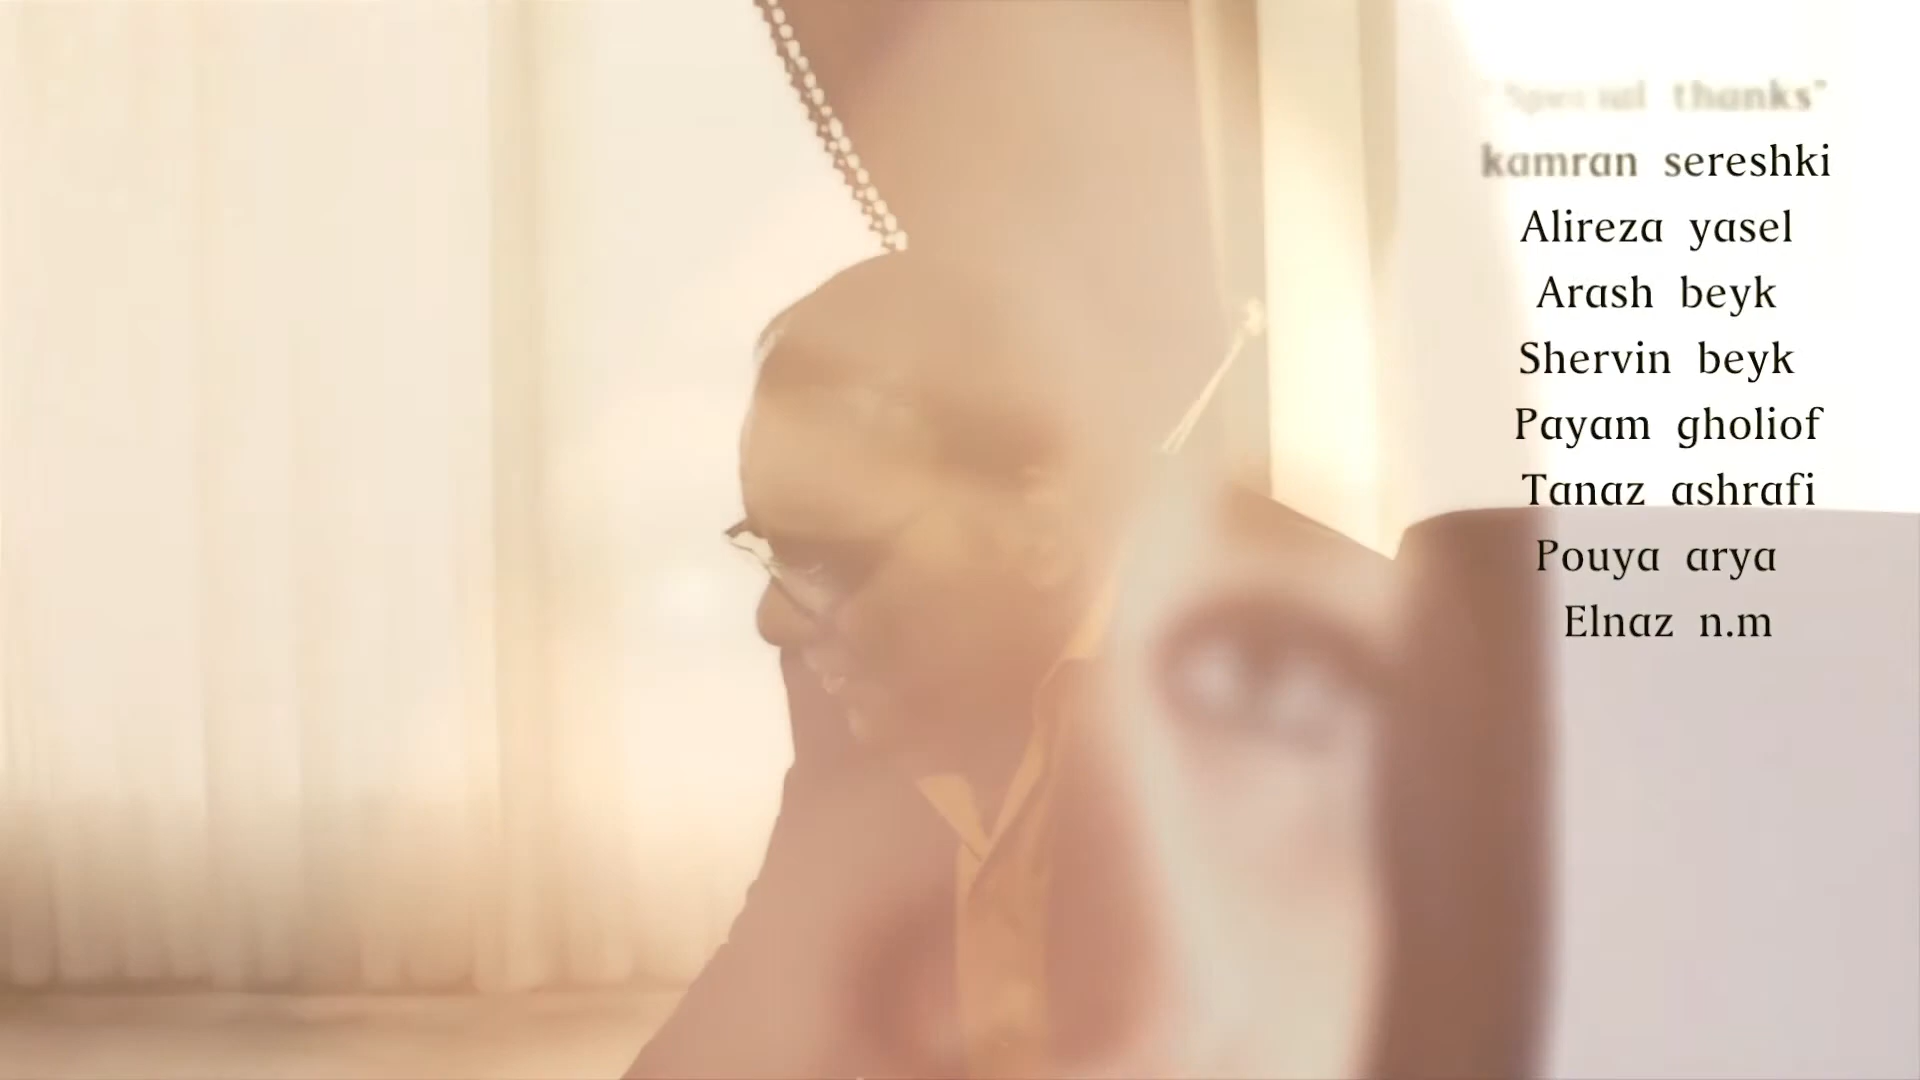 "Special thanks"
kamran sereshki
Alireza yasel
Arash beyk
Shervin beyk
Payam gholiof
Tanaz ashrafi
Pouya arya
Elnaz n.m